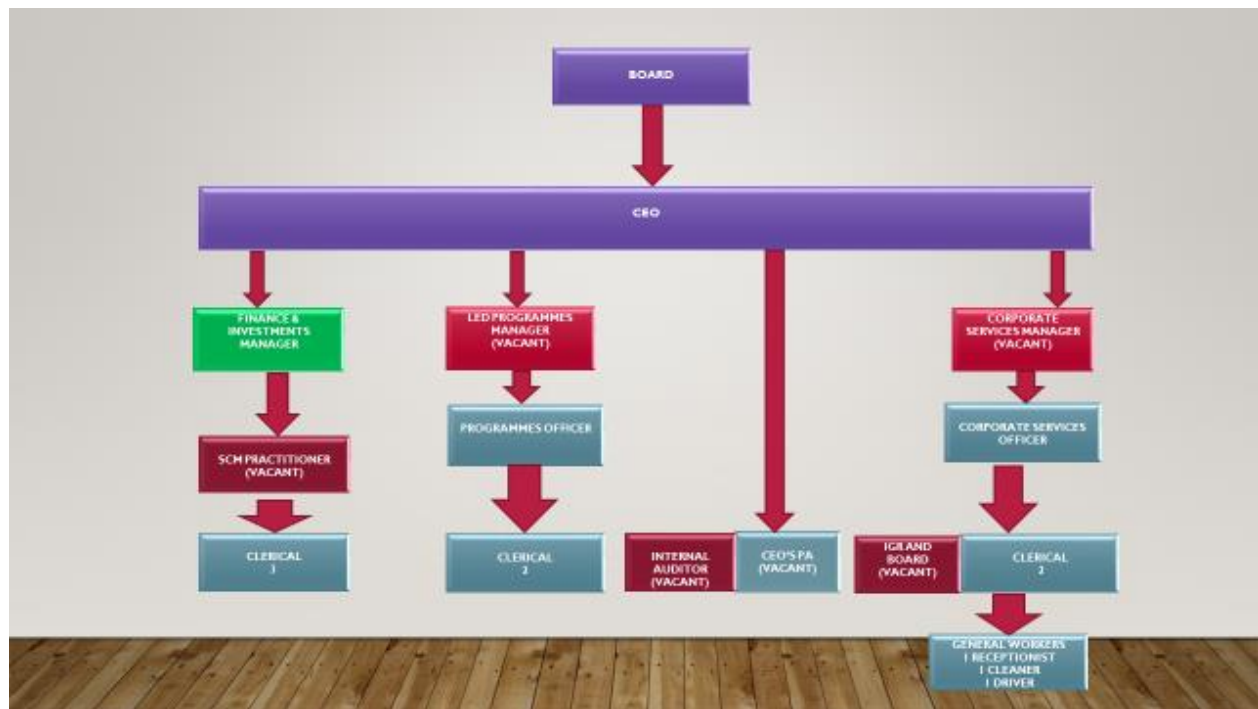 BOARD
CEO
FINANCE &
INVESTMENTS
MANAGER
LED PROGRAMMES
MANAGER
(VACANT)
CORPORATE
SERVICES MANAGER
(VACANT)
PROGRAMMES OFFICER
CORPORATE SERVICES
OFFICER
SCM PRACTITIONER
(VACANT)
CLERICAL
3
CLERICAL
2
INTERNAL
AUDITOR
(VACANT)
CEO'S PA
(VACANT)
IGR AND
BOARD
(VACANT)
CLERICAL
2
GENERAL WORKERS
1 RECEPTIONIST
1 CLEANER
1 DRIVER